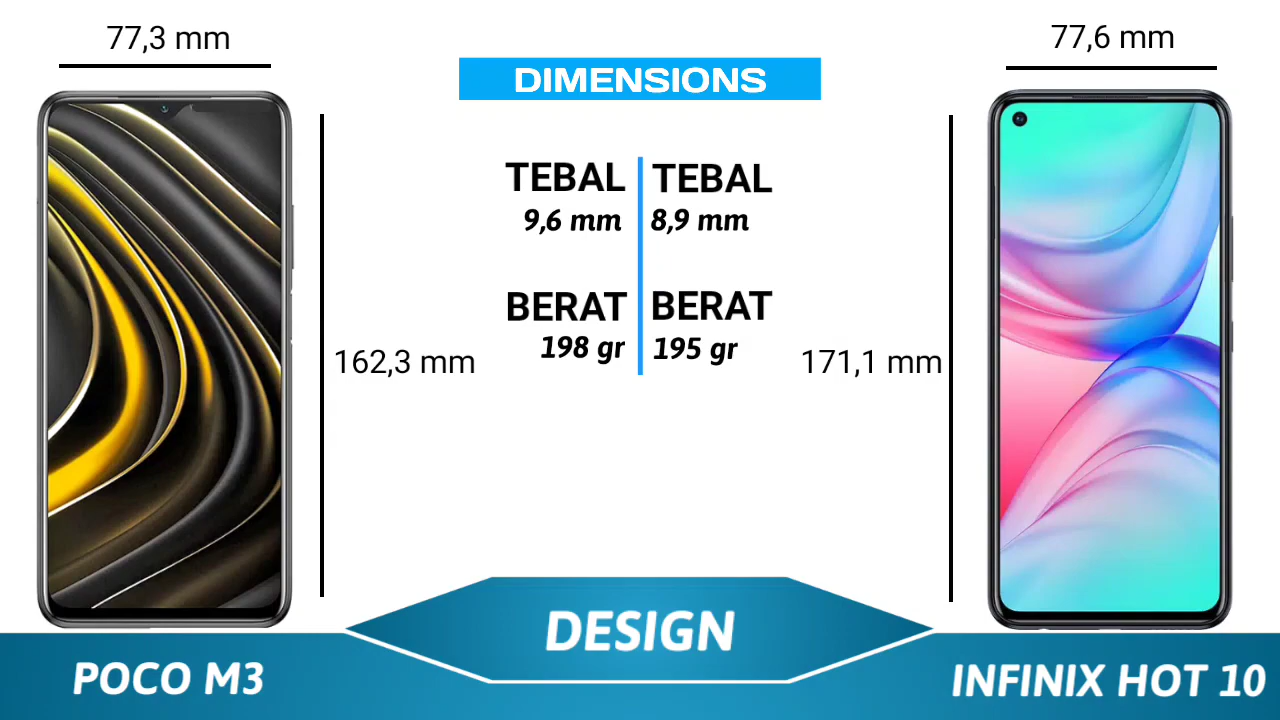 77,3 mm
77,6 mm
DIMENSIONS
TEBAL
9,6 mm
TEBAL
8,9 mm
BERAT
198 gr
BERAT
195 gr
162,3 mm
171,1 mm
DESIGN
POCO M3
INFINIX HOT 10